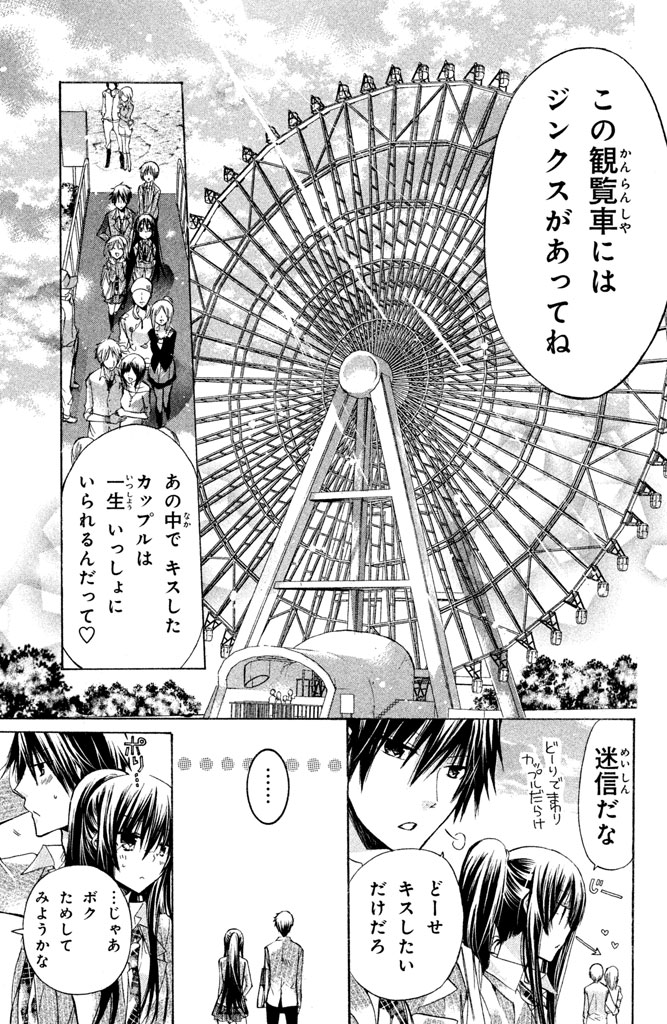 この観覧車には
ジンクスがあってね
あの中で キスした
カップルは
一生 いっしょに
いられるんだって♡
迷信だな
どーりでまわり
カップルだらけ
じー
どーせ
キスしたい
だけだろ
……
ポリ…
…じゃあ
ボク
ためして
みようかな